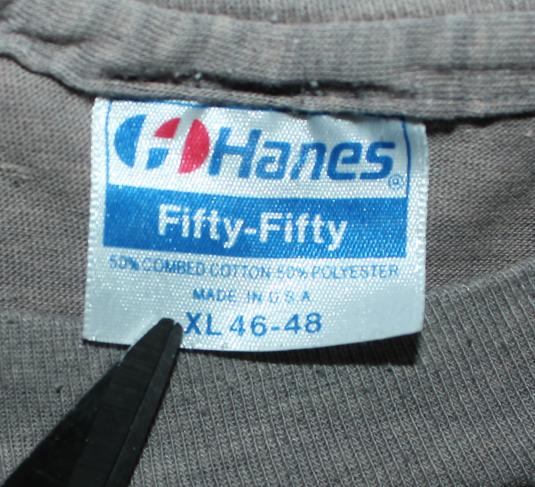 Hanes®
Fifty-Fifty
50% COMBED COTTON 50% POLYESTER
MADE IN U S A
XL 46-48